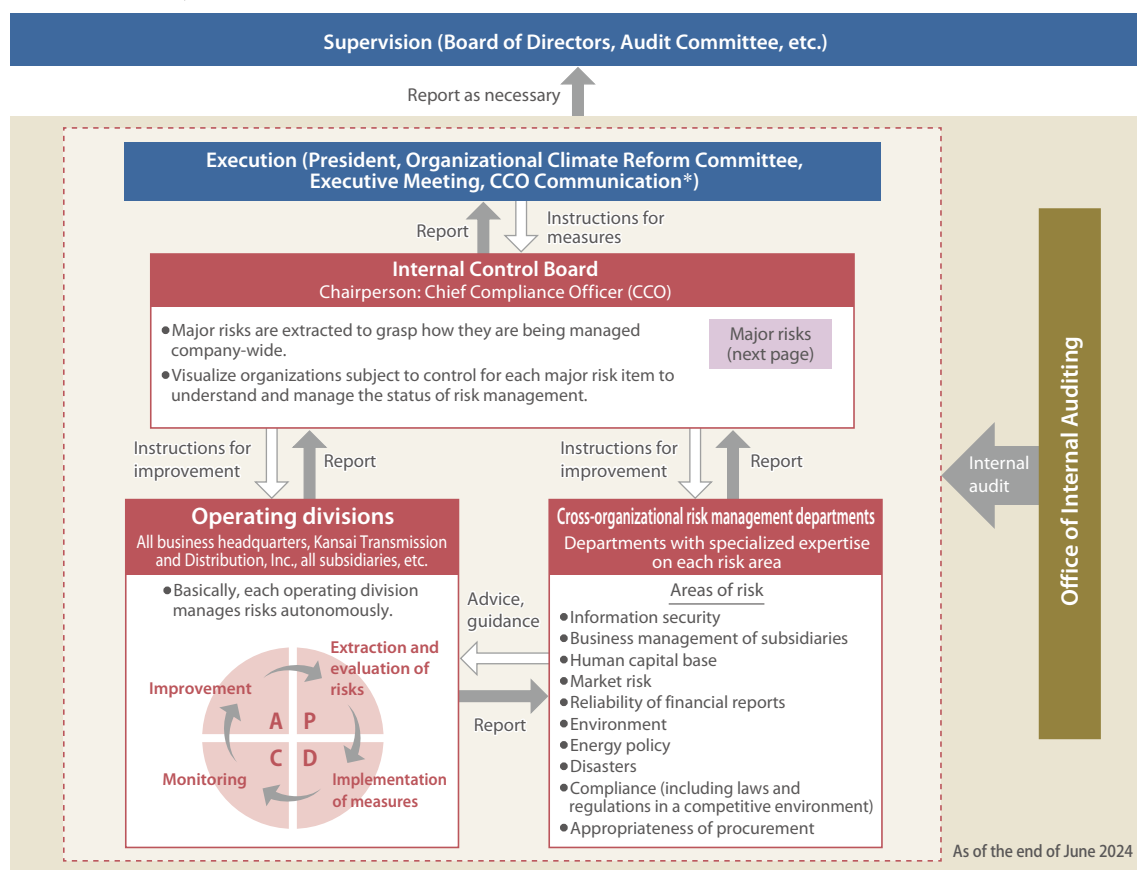 Supervision (Board of Directors, Audit Committee, etc.)
Report as necessary
Execution (President, Organizational Climate Reform Committee,
Executive Meeting, CCO Communication*)
Report
Instructions for
measures
Internal Control Board
Chairperson: Chief Compliance Officer (CCO)
●Major risks are extracted to grasp how they are being managed
company-wide.
●Visualize organizations subject to control for each major risk item to
understand and manage the status of risk management.
Major risks
(next page)
Instructions for
improvement
Report
Instructions for
improvement
Report
Internal
audit
Office of Internal Auditing
Operating divisions
All business headquarters, Kansai Transmission
and Distribution, Inc., all subsidiaries, etc.
●Basically, each operating division
manages risks autonomously.
Extraction and
evaluation of
risks
Improvement
A P
C D
Monitoring
Implementation
of measures
Advice,
guidance
Report
Cross-organizational risk management departments
Departments with specialized expertise
on each risk area
Areas of risk
●Information security
●Business management of subsidiaries
●Human capital base
●Market risk
●Reliability of financial reports
●Environment
●Energy policy
●Disasters
●Compliance (including laws and
regulations in a competitive environment)
●Appropriateness of procurement
As of the end of June 2024